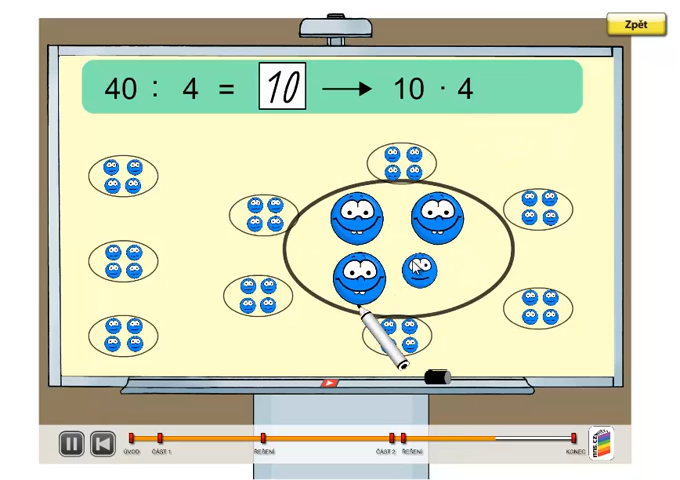 Zpět
40 : 4 = 10 → 10 · 4
ÚVOD ČÁST 1 ŘEŠENÍ ČÁST 2 ŘEŠENÍ KONEC